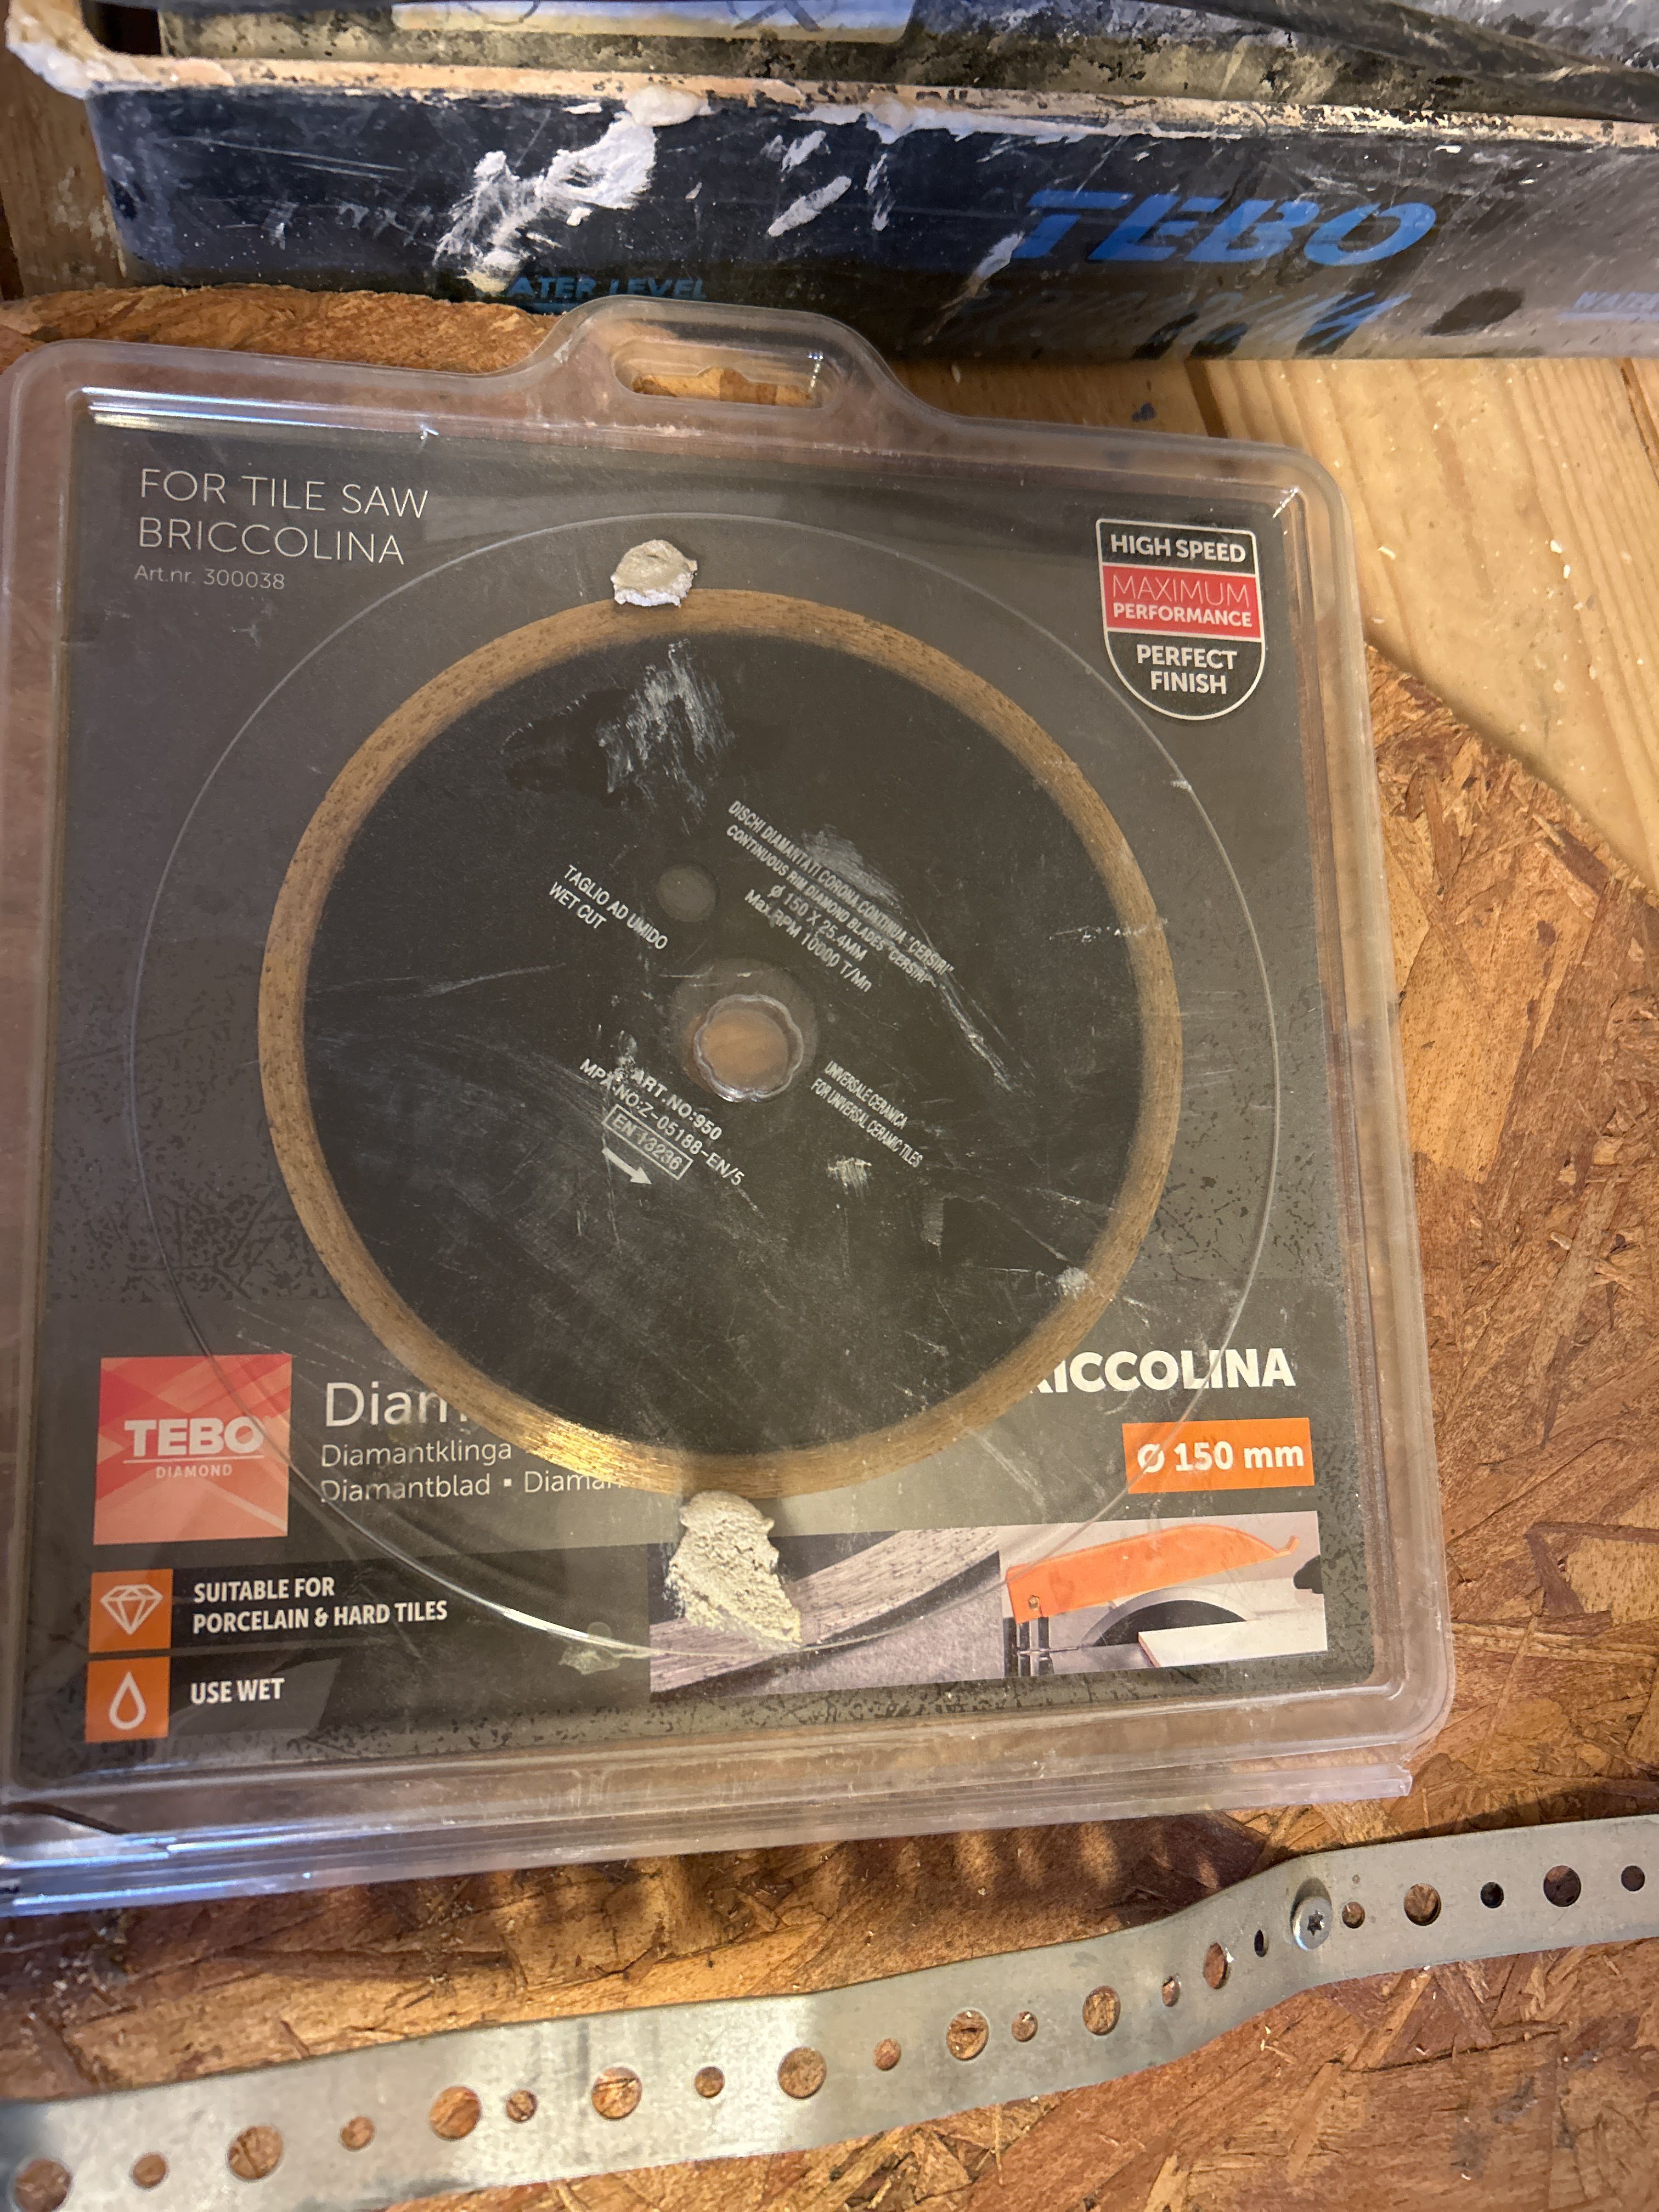 TEBO
ATER LEVEL
FOR TILE SAW
BRICCOLINA
Art.nr. 300038
HIGH SPEED
MAXIMUM
PERFORMANCE
PERFECT
FINISH
DISCHI DIAMANTATI CORONA CONTINUA "CERSIRI"
CONTINUOUS RIM DIAMOND BLADES "CERSIRI"
Ø 150 X 25.4MM
Max.RPM 10000 T/Mn
TAGLIO AD UMIDO
WET CUT
ART.NO:950
MPA-NO:Z-05188-EN/5
EN 13236
UNIVERSALE CERAMICA
FOR UNIVERSAL CERAMIC TILES
RICCOLINA
Ø 150 mm
TEBO
DIAMOND
Diam
Diamantklinga
Diamantblad ▪ Diaman
SUITABLE FOR
PORCELAIN & HARD TILES
USE WET